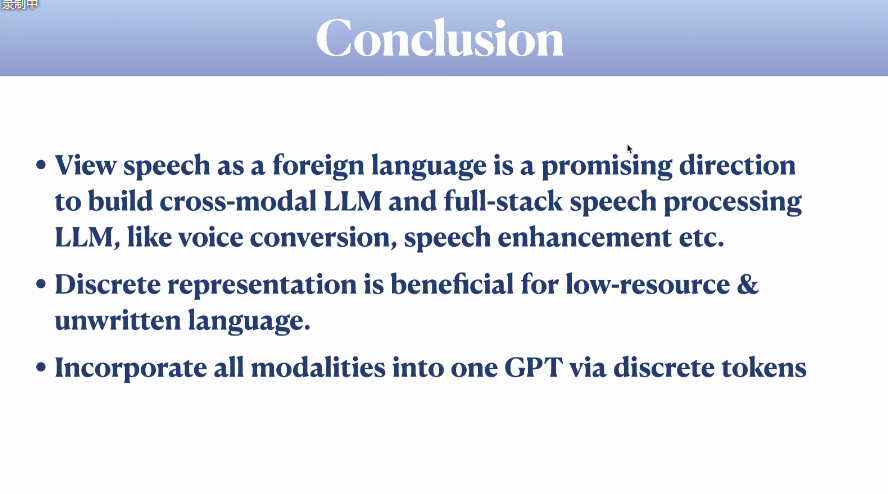 录制中
Conclusion
• View speech as a foreign language is a promising direction
to build cross-modal LLM and full-stack speech processing
LLM, like voice conversion, speech enhancement etc.
• Discrete representation is beneficial for low-resource &
unwritten language.
• Incorporate all modalities into one GPT via discrete tokens